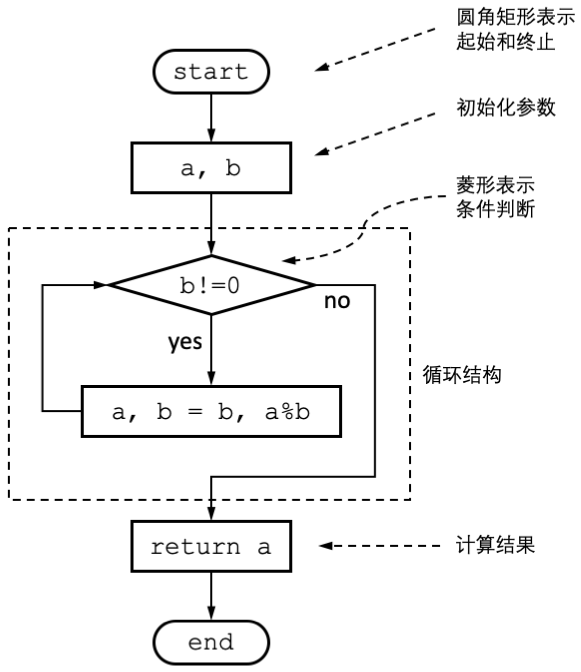 圆角矩形表示
起始和终止
start
初始化参数
a, b
菱形表示
条件判断
b!=0
no
yes
循环结构
a, b = b, a%b
return a
计算结果
end